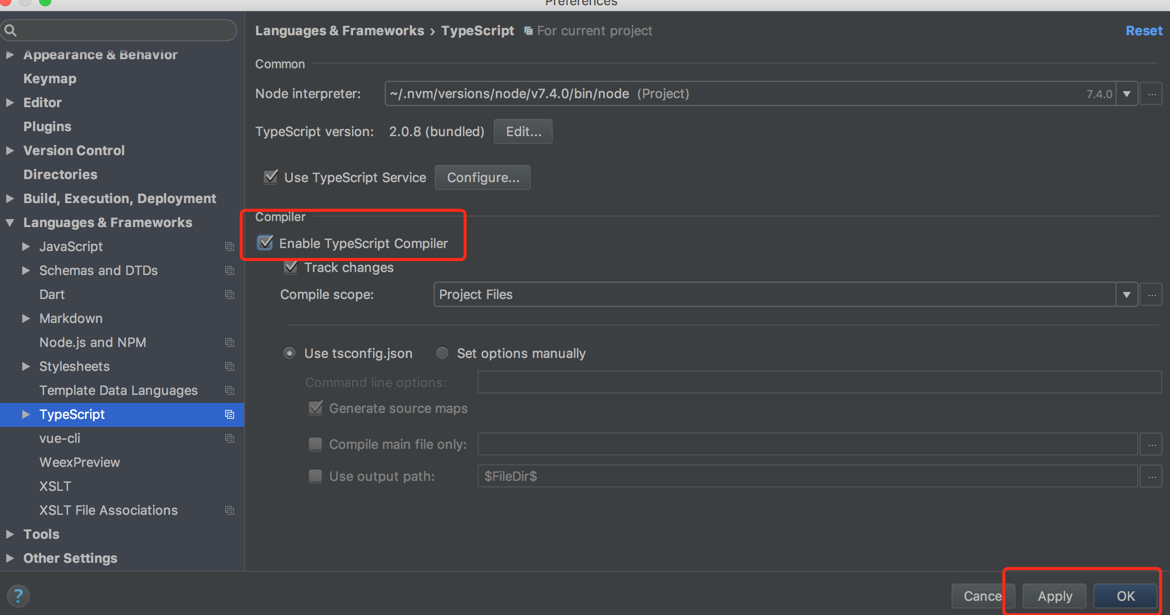 Preferences
Appearance & Behavior
Keymap
Editor
Plugins
Version Control
Directories
Build, Execution, Deployment
Languages & Frameworks
JavaScript
Schemas and DTDs
Dart
Markdown
Node.js and NPM
Stylesheets
Template Data Languages
TypeScript
vue-cli
WeexPreview
XSLT
XSLT File Associations
Tools
Other Settings
?
Languages & Frameworks › TypeScript For current project Reset
Common
Node interpreter: ~/.nvm/versions/node/v7.4.0/bin/node (Project) 7.4.0 ...
TypeScript version: 2.0.8 (bundled) Edit...
Use TypeScript Service Configure...
Compiler
Enable TypeScript Compiler
Track changes
Compile scope: Project Files ...
Use tsconfig.json Set options manually
Command line options:
Generate source maps
Compile main file only: ...
Use output path: $FileDir$ ...
Cance Apply OK